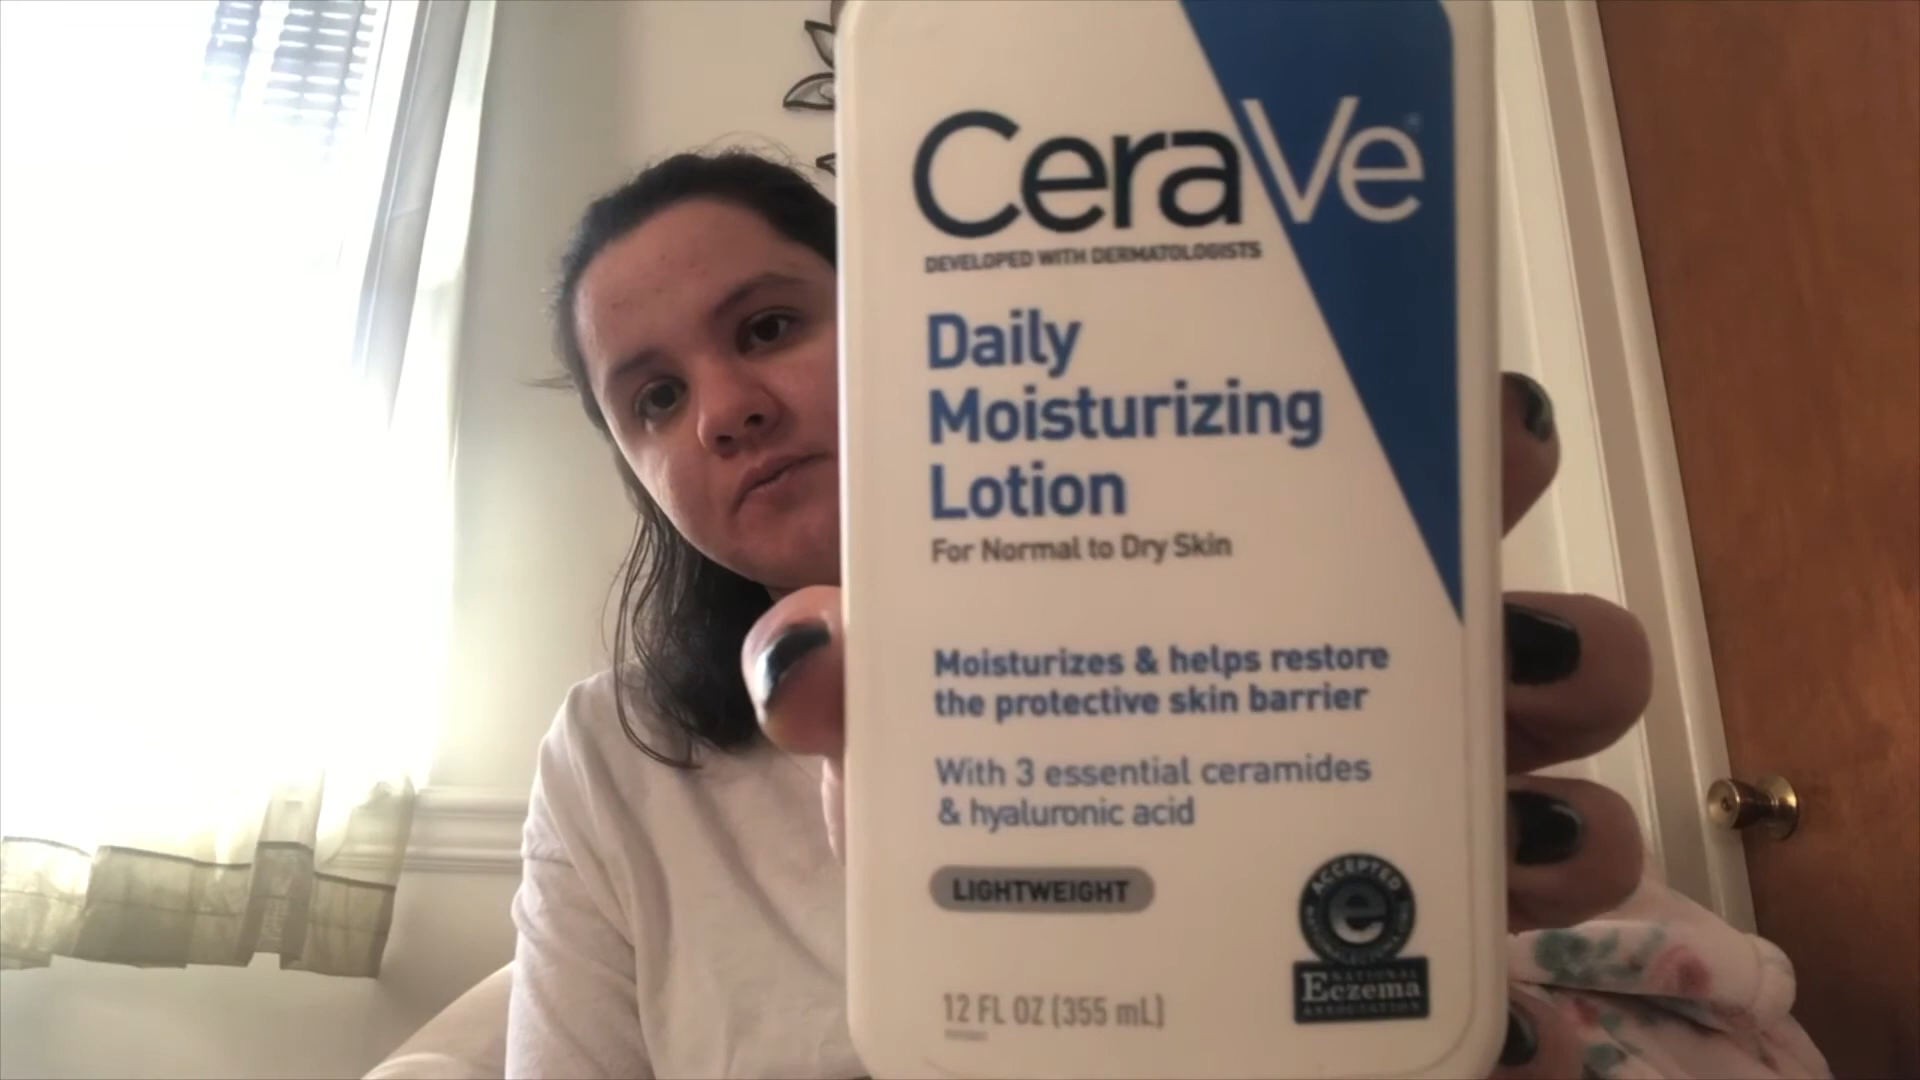 CeraVe
DEVELOPED WITH DERMATOLOGISTS
Daily
Moisturizing
Lotion
For Normal to Dry Skin
Moisturizes & helps restore
the protective skin barrier
With 3 essential ceramides
& hyaluronic acid
LIGHTWEIGHT
ACCEPTED
e
NATIONAL
Eczema
ASSOCIATION
12 FL OZ (355 mL)